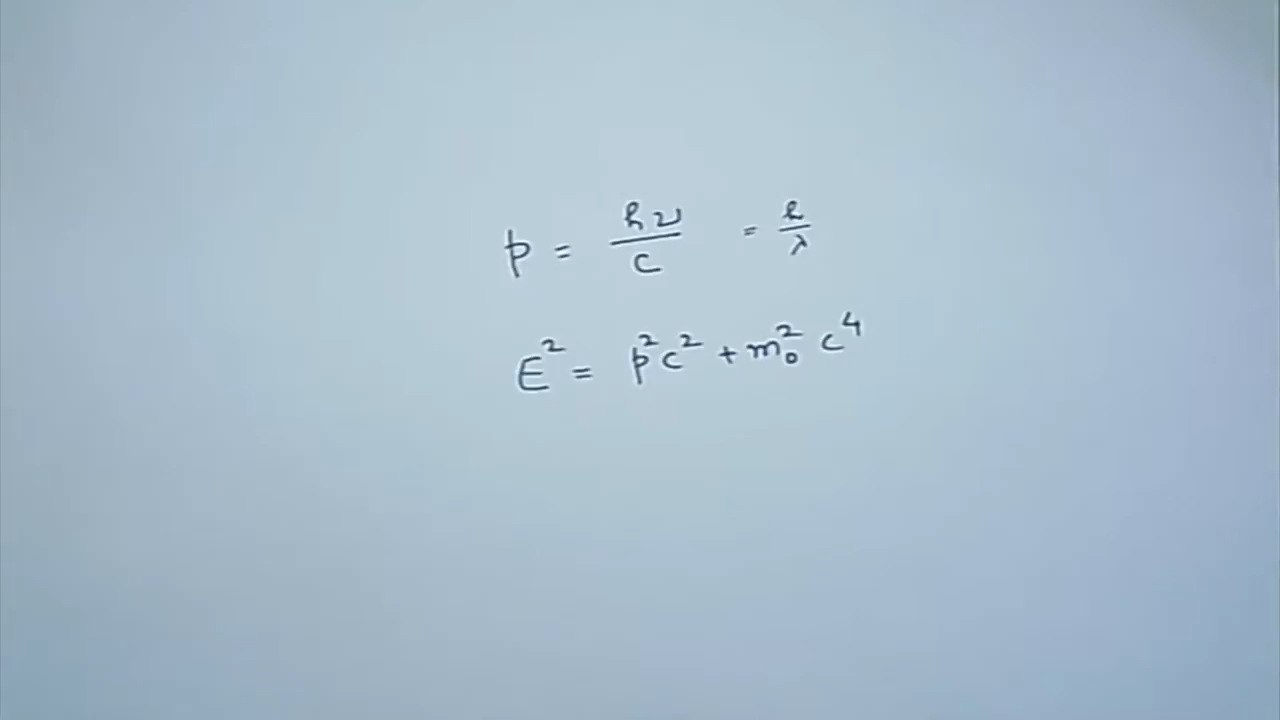 p = hν/c = h/λ
E² = p²c² + m₀²c⁴